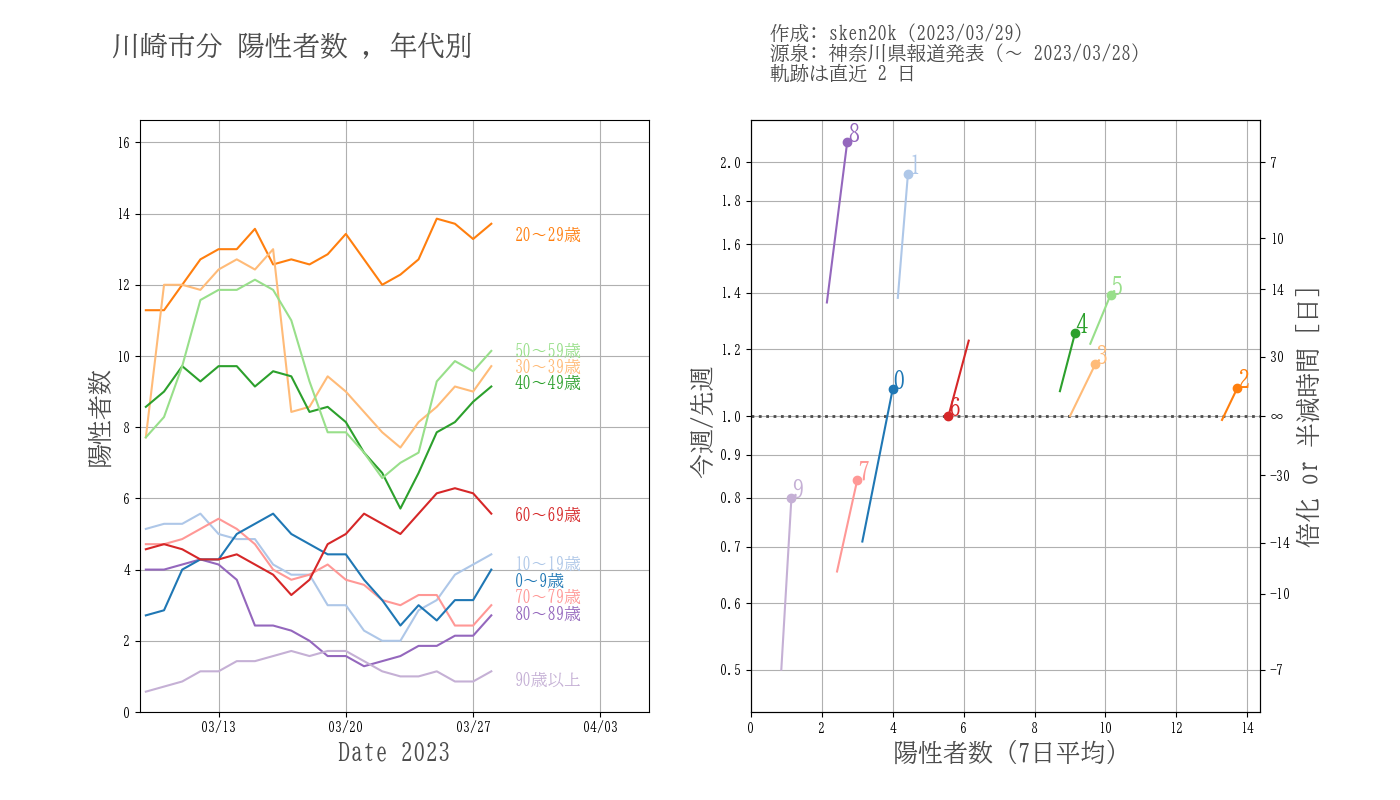 川崎市分 陽性者数 , 年代別
作成: sken20k (2023/03/29)
源泉: 神奈川県報道発表 (～ 2023/03/28)
軌跡は直近 2 日
陽性者数
16
14
12
10
8
6
4
2
0
03/13
03/20
03/27
04/03
Date 2023
20～29歳
50～59歳
30～39歳
40～49歳
60～69歳
10～19歳
0～9歳
70～79歳
80～89歳
90歳以上
今週/先週
2.0
1.8
1.6
1.4
1.2
1.0
0.9
0.8
0.7
0.6
0.5
8
1
5
4
3
0
2
6
7
9
0
2
4
6
8
10
12
14
陽性者数 (7日平均)
7
10
14
30
∞
−30
−14
−10
−7
倍化 or 半減時間 [日]